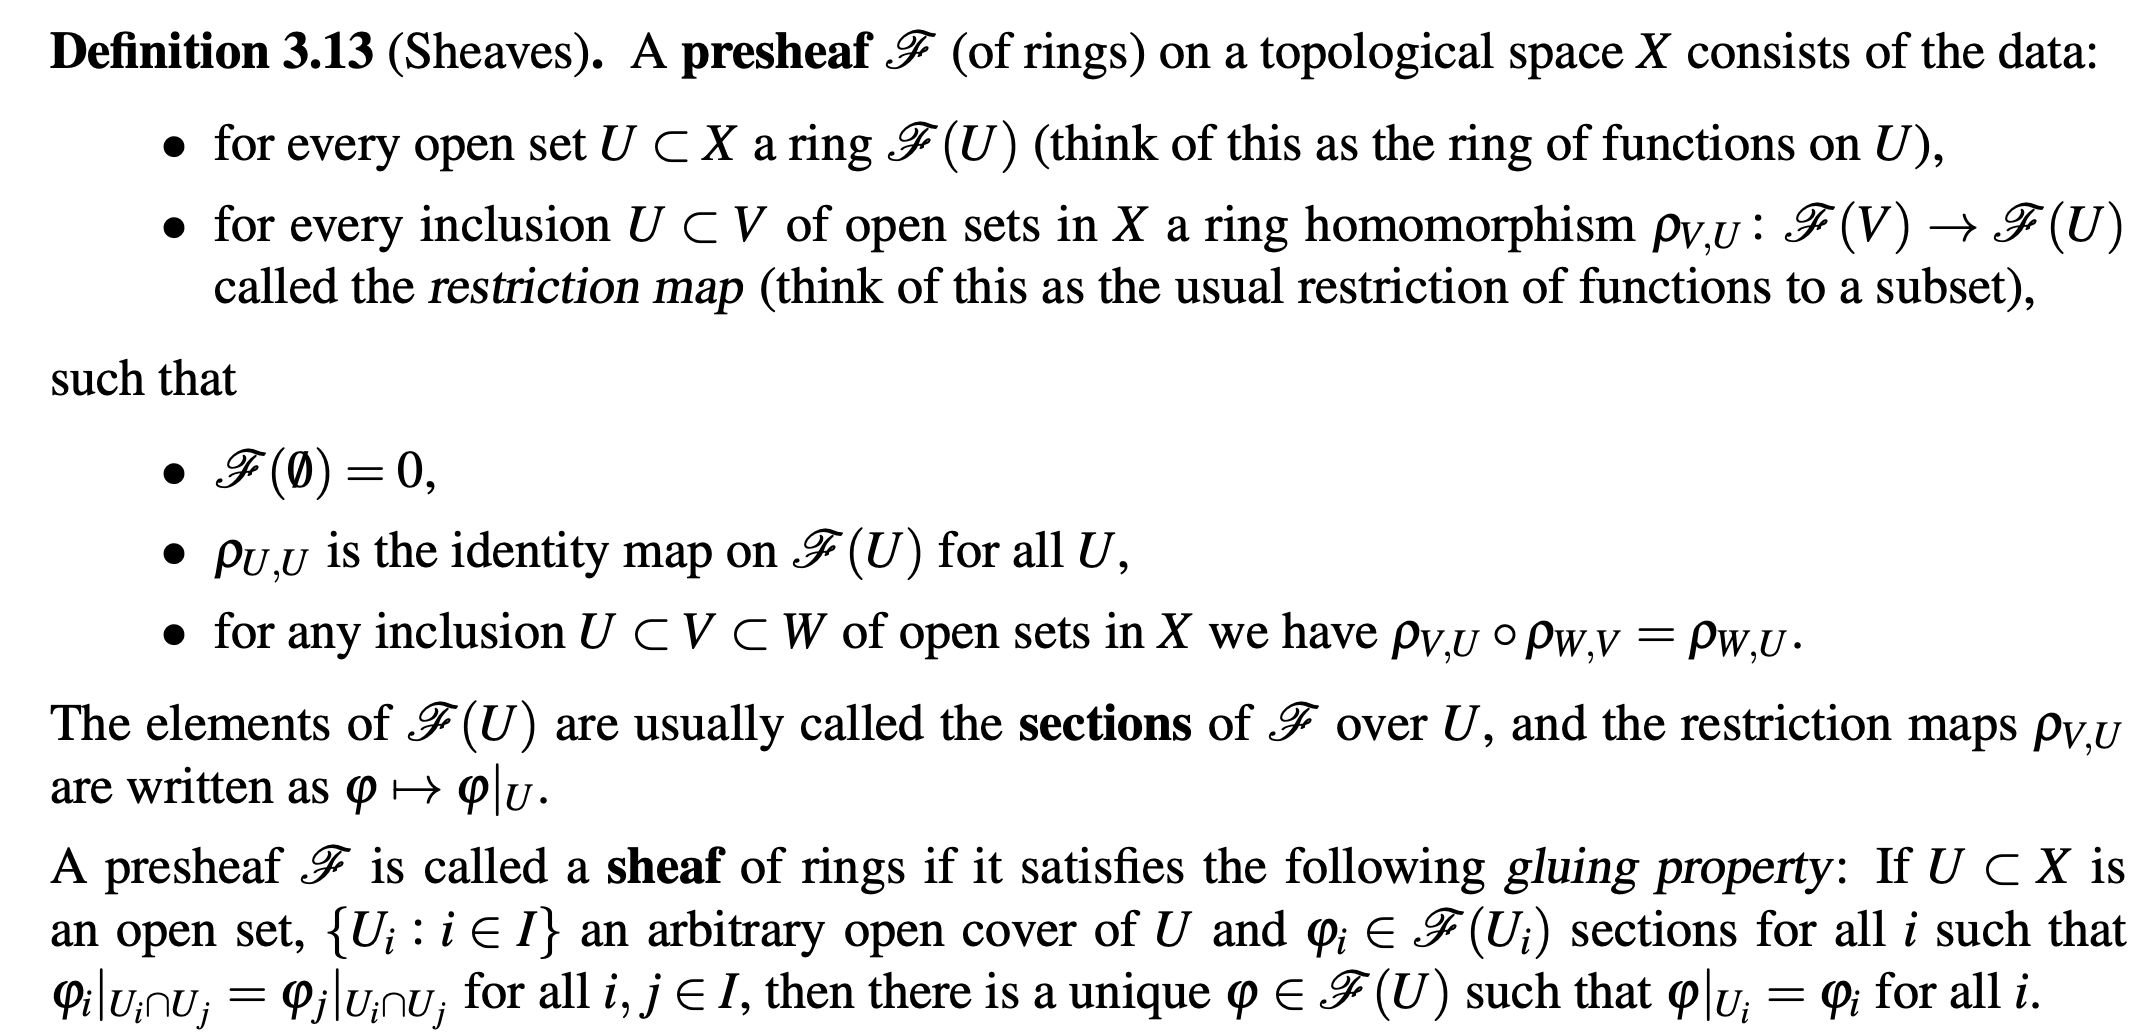 Definition 3.13 (Sheaves). A presheaf ℱ (of rings) on a topological space X consists of the data:
• for every open set U ⊂ X a ring ℱ(U) (think of this as the ring of functions on U),
• for every inclusion U ⊂ V of open sets in X a ring homomorphism ρ_{V,U} : ℱ(V) → ℱ(U)
called the restriction map (think of this as the usual restriction of functions to a subset),
such that
• ℱ(∅) = 0,
• ρ_{U,U} is the identity map on ℱ(U) for all U,
• for any inclusion U ⊂ V ⊂ W of open sets in X we have ρ_{V,U} ∘ ρ_{W,V} = ρ_{W,U}.
The elements of ℱ(U) are usually called the sections of ℱ over U, and the restriction maps ρ_{V,U}
are written as φ ↦ φ|_U.
A presheaf ℱ is called a sheaf of rings if it satisfies the following gluing property: If U ⊂ X is
an open set, {U_i : i ∈ I} an arbitrary open cover of U and φ_i ∈ ℱ(U_i) sections for all i such that
φ_i|_{U_i∩U_j} = φ_j|_{U_i∩U_j} for all i, j ∈ I, then there is a unique φ ∈ ℱ(U) such that φ|_{U_i} = φ_i for all i.